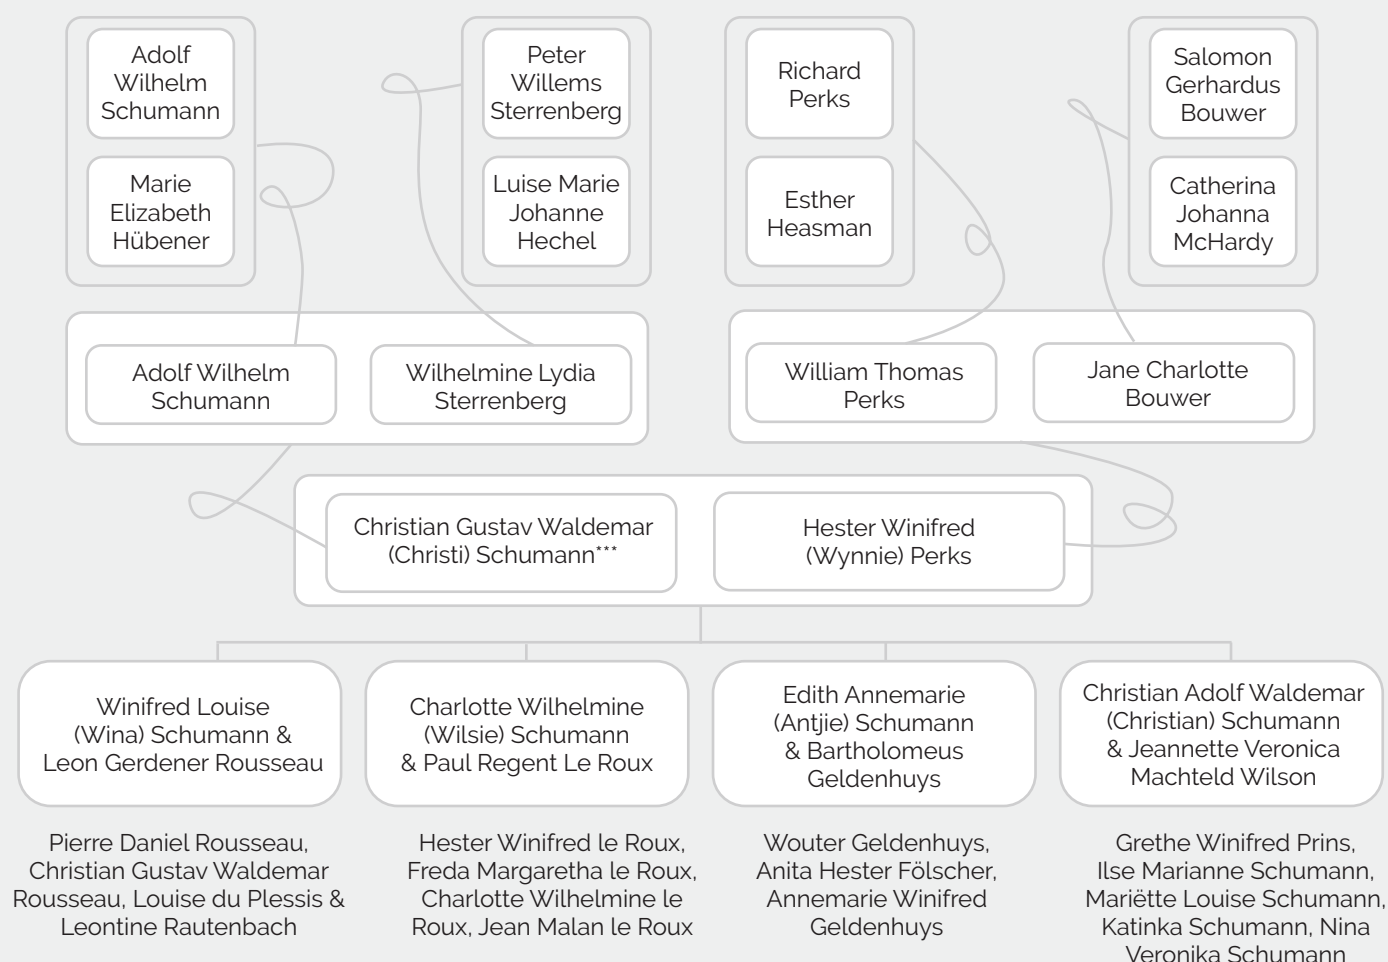 Adolf
Wilhelm
Schumann
Marie
Elizabeth
Hübener
Peter
Willems
Sterrenberg
Luise Marie
Johanne
Hechel
Richard
Perks
Esther
Heasman
Salomon
Gerhardus
Bouwer
Catherina
Johanna
McHardy
Adolf Wilhelm
Schumann
Wilhelmine Lydia
Sterrenberg
William Thomas
Perks
Jane Charlotte
Bouwer
Christian Gustav Waldemar
(Christi) Schumann***
Hester Winifred
(Wynnie) Perks
Winifred Louise
(Wina) Schumann &
Leon Gerdener Rousseau
Charlotte Wilhelmine
(Wilsie) Schumann
& Paul Regent Le Roux
Edith Annemarie
(Antjie) Schumann
& Bartholomeus
Geldenhuys
Christian Adolf Waldemar
(Christian) Schumann
& Jeannette Veronica
Machteld Wilson
Pierre Daniel Rousseau,
Christian Gustav Waldemar
Rousseau, Louise du Plessis &
Leontine Rautenbach
Hester Winifred le Roux,
Freda Margaretha le Roux,
Charlotte Wilhelmine le
Roux, Jean Malan le Roux
Wouter Geldenhuys,
Anita Hester Fölscher,
Annemarie Winifred
Geldenhuys
Grethe Winifred Prins,
Ilse Marianne Schumann,
Mariëtte Louise Schumann,
Katinka Schumann, Nina
Veronika Schumann